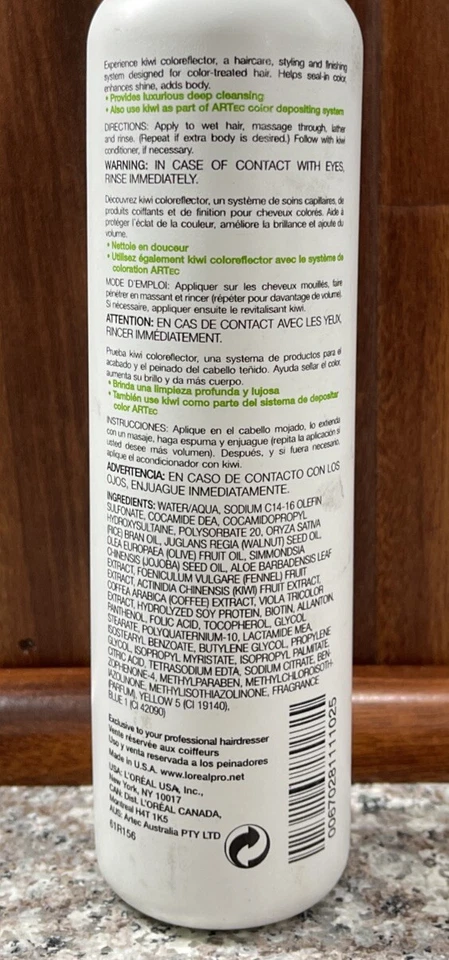 Experience kiwi coloreflector, a haircare, styling and finishing
system designed for color-treated hair. Helps seal-in color,
enhances shine, adds body.
• Provides luxurious deep cleansing
• Also use kiwi as part of ARTEC color depositing system
DIRECTIONS: Apply to wet hair, massage through, lather
and rinse. (Repeat if extra body is desired.) Follow with kiwi
conditioner, if necessary.
WARNING: IN CASE OF CONTACT WITH EYES,
RINSE IMMEDIATELY.
Découvrez kiwi coloreflector, un système de soins capillaires, de
produits coiffants et de finition pour cheveux colorés. Aide à
protéger l'éclat de la couleur, améliore la brillance et ajoute du
volume.
• Nettoie en douceur
• Utilisez également kiwi coloreflector avec le système de
coloration ARTEC
MODE D'EMPLOI: Appliquer sur les cheveux mouillés, faire
pénétrer en massant et rincer (répéter pour davantage de volume).
Si nécessaire, appliquer ensuite le revitalisant kiwi.
ATTENTION: EN CAS DE CONTACT AVEC LES YEUX,
RINCER IMMÉDIATEMENT.
Prueba kiwi coloreflector, una systema de productos para el
acabado y el peinado del cabello teñido. Ayuda sellar el color,
aumenta su brillo y da más cuerpo.
• Brinda una limpieza profunda y lujosa
• También use kiwi como parte del sistema de depositar
color ARTEC
INSTRUCCIONES: Aplique en el cabello mojado, lo extienda
con un masaje, haga espuma y enjuague (repita la aplicación si
usted desee más volumen). Después, y si fuera necesario,
aplique el acondicionador con kiwi.
ADVERTENCIA: EN CASO DE CONTACTO CON LOS
OJOS, ENJUAGUE INMEDIATAMENTE.
INGREDIENTS: WATER/AQUA, SODIUM C14-16 OLEFIN
SULFONATE, COCAMIDE DEA, COCAMIDOPROPYL
HYDROXYSULTAINE, POLYSORBATE 20, ORYZA SATIVA
(RICE) BRAN OIL, JUGLANS REGIA (WALNUT) SEED OIL,
OLEA EUROPAEA (OLIVE) FRUIT OIL, SIMMONDSIA
CHINENSIS (JOJOBA) SEED OIL, ALOE BARBADENSIS LEAF
EXTRACT, FOENICULUM VULGARE (FENNEL) FRUIT
EXTRACT, ACTINIDIA CHINENSIS (KIWI) FRUIT EXTRACT,
COFFEA ARABICA (COFFEE) EXTRACT, VIOLA TRICOLOR
EXTRACT, HYDROLYZED SOY PROTEIN, BIOTIN, ALLANTOIN,
PANTHENOL, FOLIC ACID, TOCOPHEROL, GLYCOL
STEARATE, POLYQUATERNIUM-10, LACTAMIDE MEA,
ISOSTEARYL BENZOATE, BUTYLENE GLYCOL, PROPYLENE
GLYCOL, ISOPROPYL MYRISTATE, ISOPROPYL PALMITATE,
CITRIC ACID, TETRASODIUM EDTA, SODIUM CITRATE, BEN-
ZOPHENONE-4, METHYLPARABEN, METHYLCHLOROISOTH-
IAZOLINONE, METHYLISOTHIAZOLINONE, FRAGRANCE
(PARFUM), YELLOW 5 (CI 19140),
BLUE 1 (CI 42090)
Exclusive to your professional hairdresser
Vente réservée aux coiffeurs
Uso y venta reservada a los peinadores
Made in U.S.A. www.lorealpro.net
USA: L'ORÉAL USA, Inc.,
New York, NY 10017
CAN: Dist. L'ORÉAL CANADA,
Montreal H4T 1K5
AUS: Artec Australia PTY LTD
61R156
00670281111025